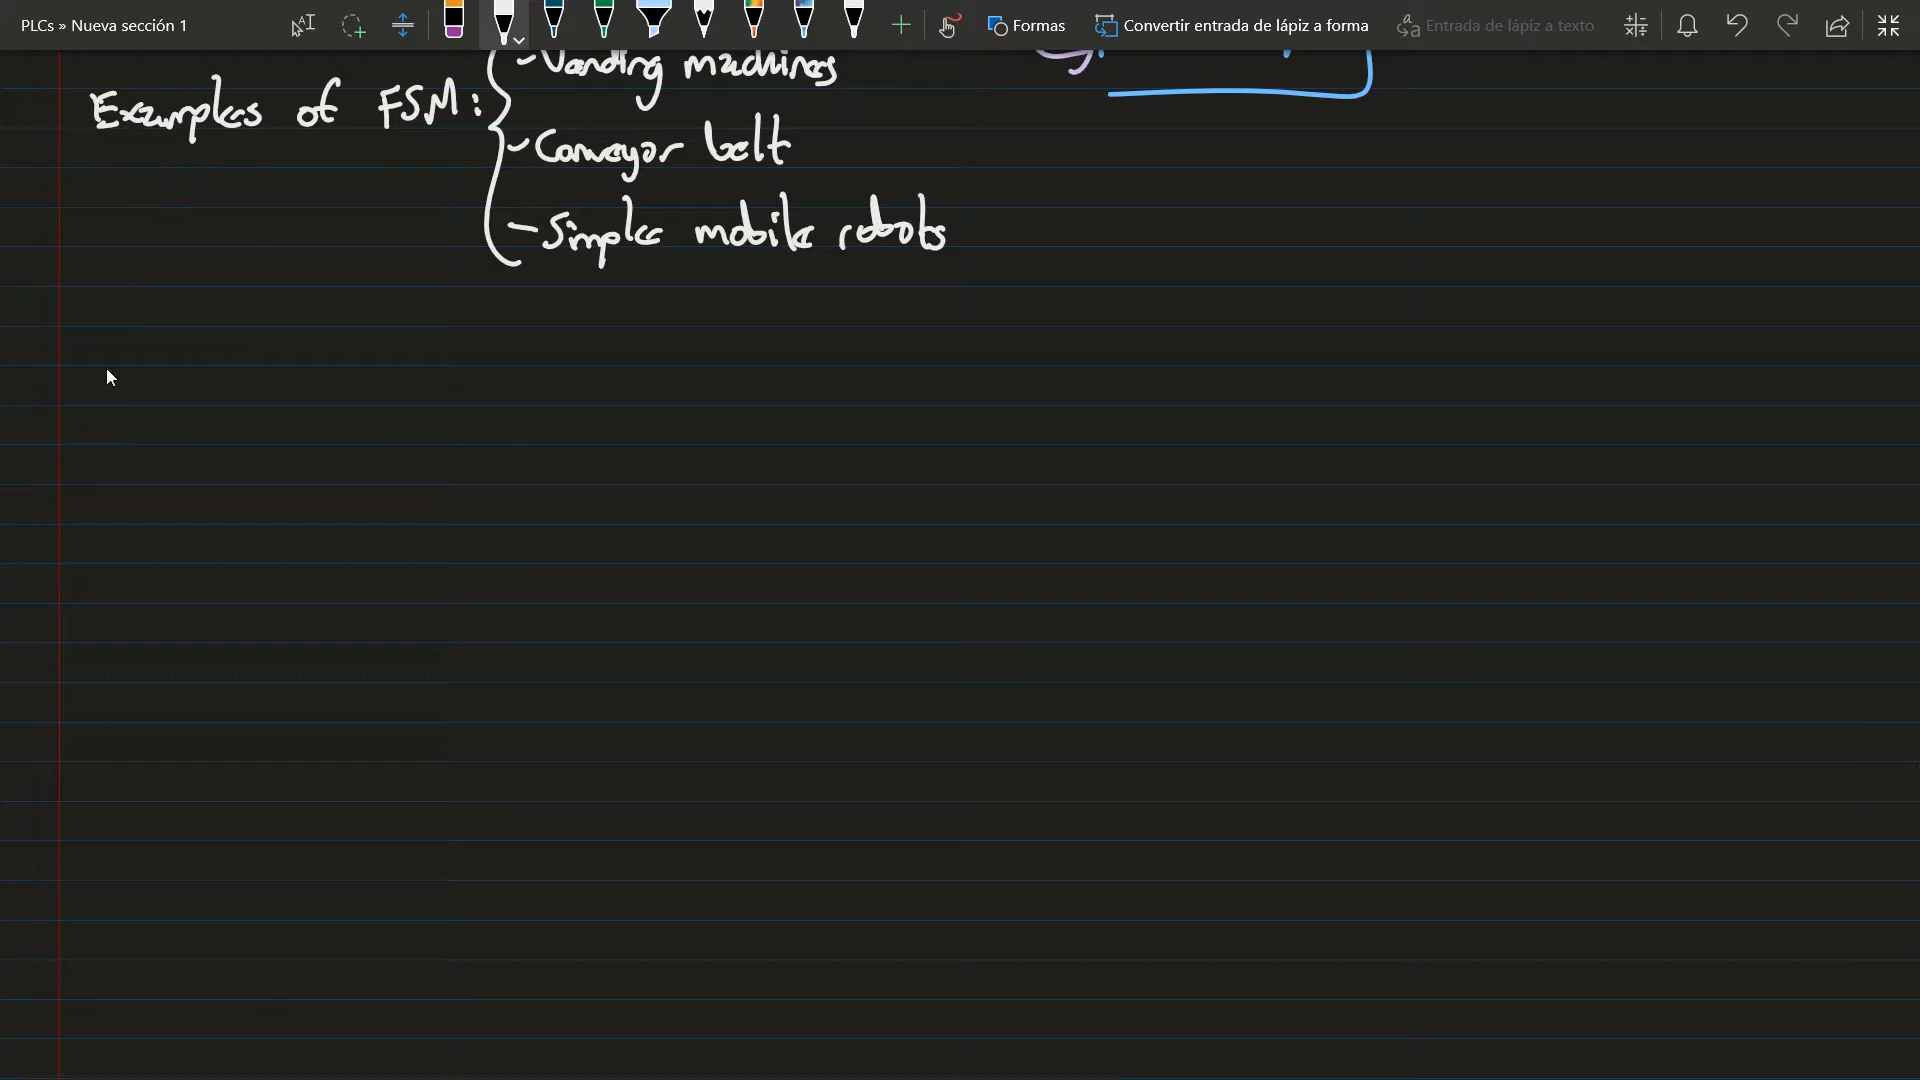 PLCs » Nueva sección 1
Formas
Convertir entrada de lápiz a forma
Entrada de lápiz a texto
- Vending machines
Examples of FSM:
- Conveyor belt
- Simple mobile robots